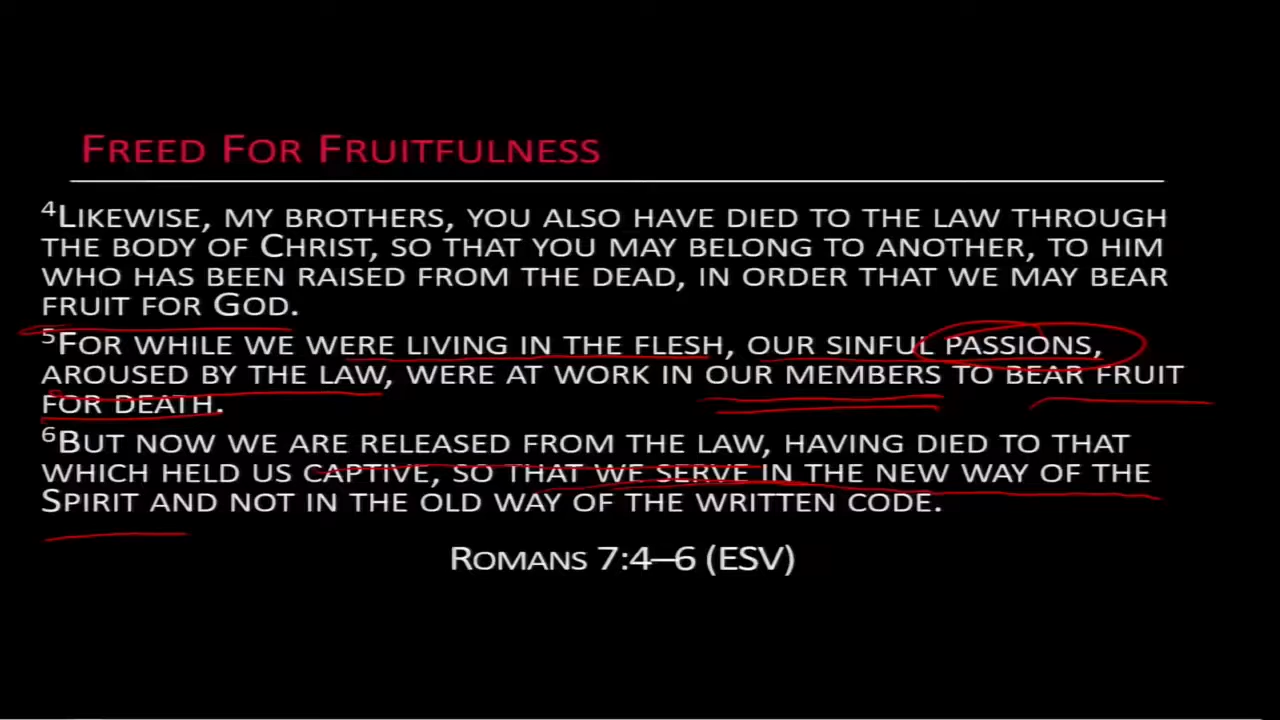 FREED FOR FRUITFULNESS
4LIKEWISE, MY BROTHERS, YOU ALSO HAVE DIED TO THE LAW THROUGH
THE BODY OF CHRIST, SO THAT YOU MAY BELONG TO ANOTHER, TO HIM
WHO HAS BEEN RAISED FROM THE DEAD, IN ORDER THAT WE MAY BEAR
FRUIT FOR GOD.
5FOR WHILE WE WERE LIVING IN THE FLESH, OUR SINFUL PASSIONS,
AROUSED BY THE LAW, WERE AT WORK IN OUR MEMBERS TO BEAR FRUIT
FOR DEATH.
6BUT NOW WE ARE RELEASED FROM THE LAW, HAVING DIED TO THAT
WHICH HELD US CAPTIVE, SO THAT WE SERVE IN THE NEW WAY OF THE
SPIRIT AND NOT IN THE OLD WAY OF THE WRITTEN CODE.
ROMANS 7:4–6 (ESV)